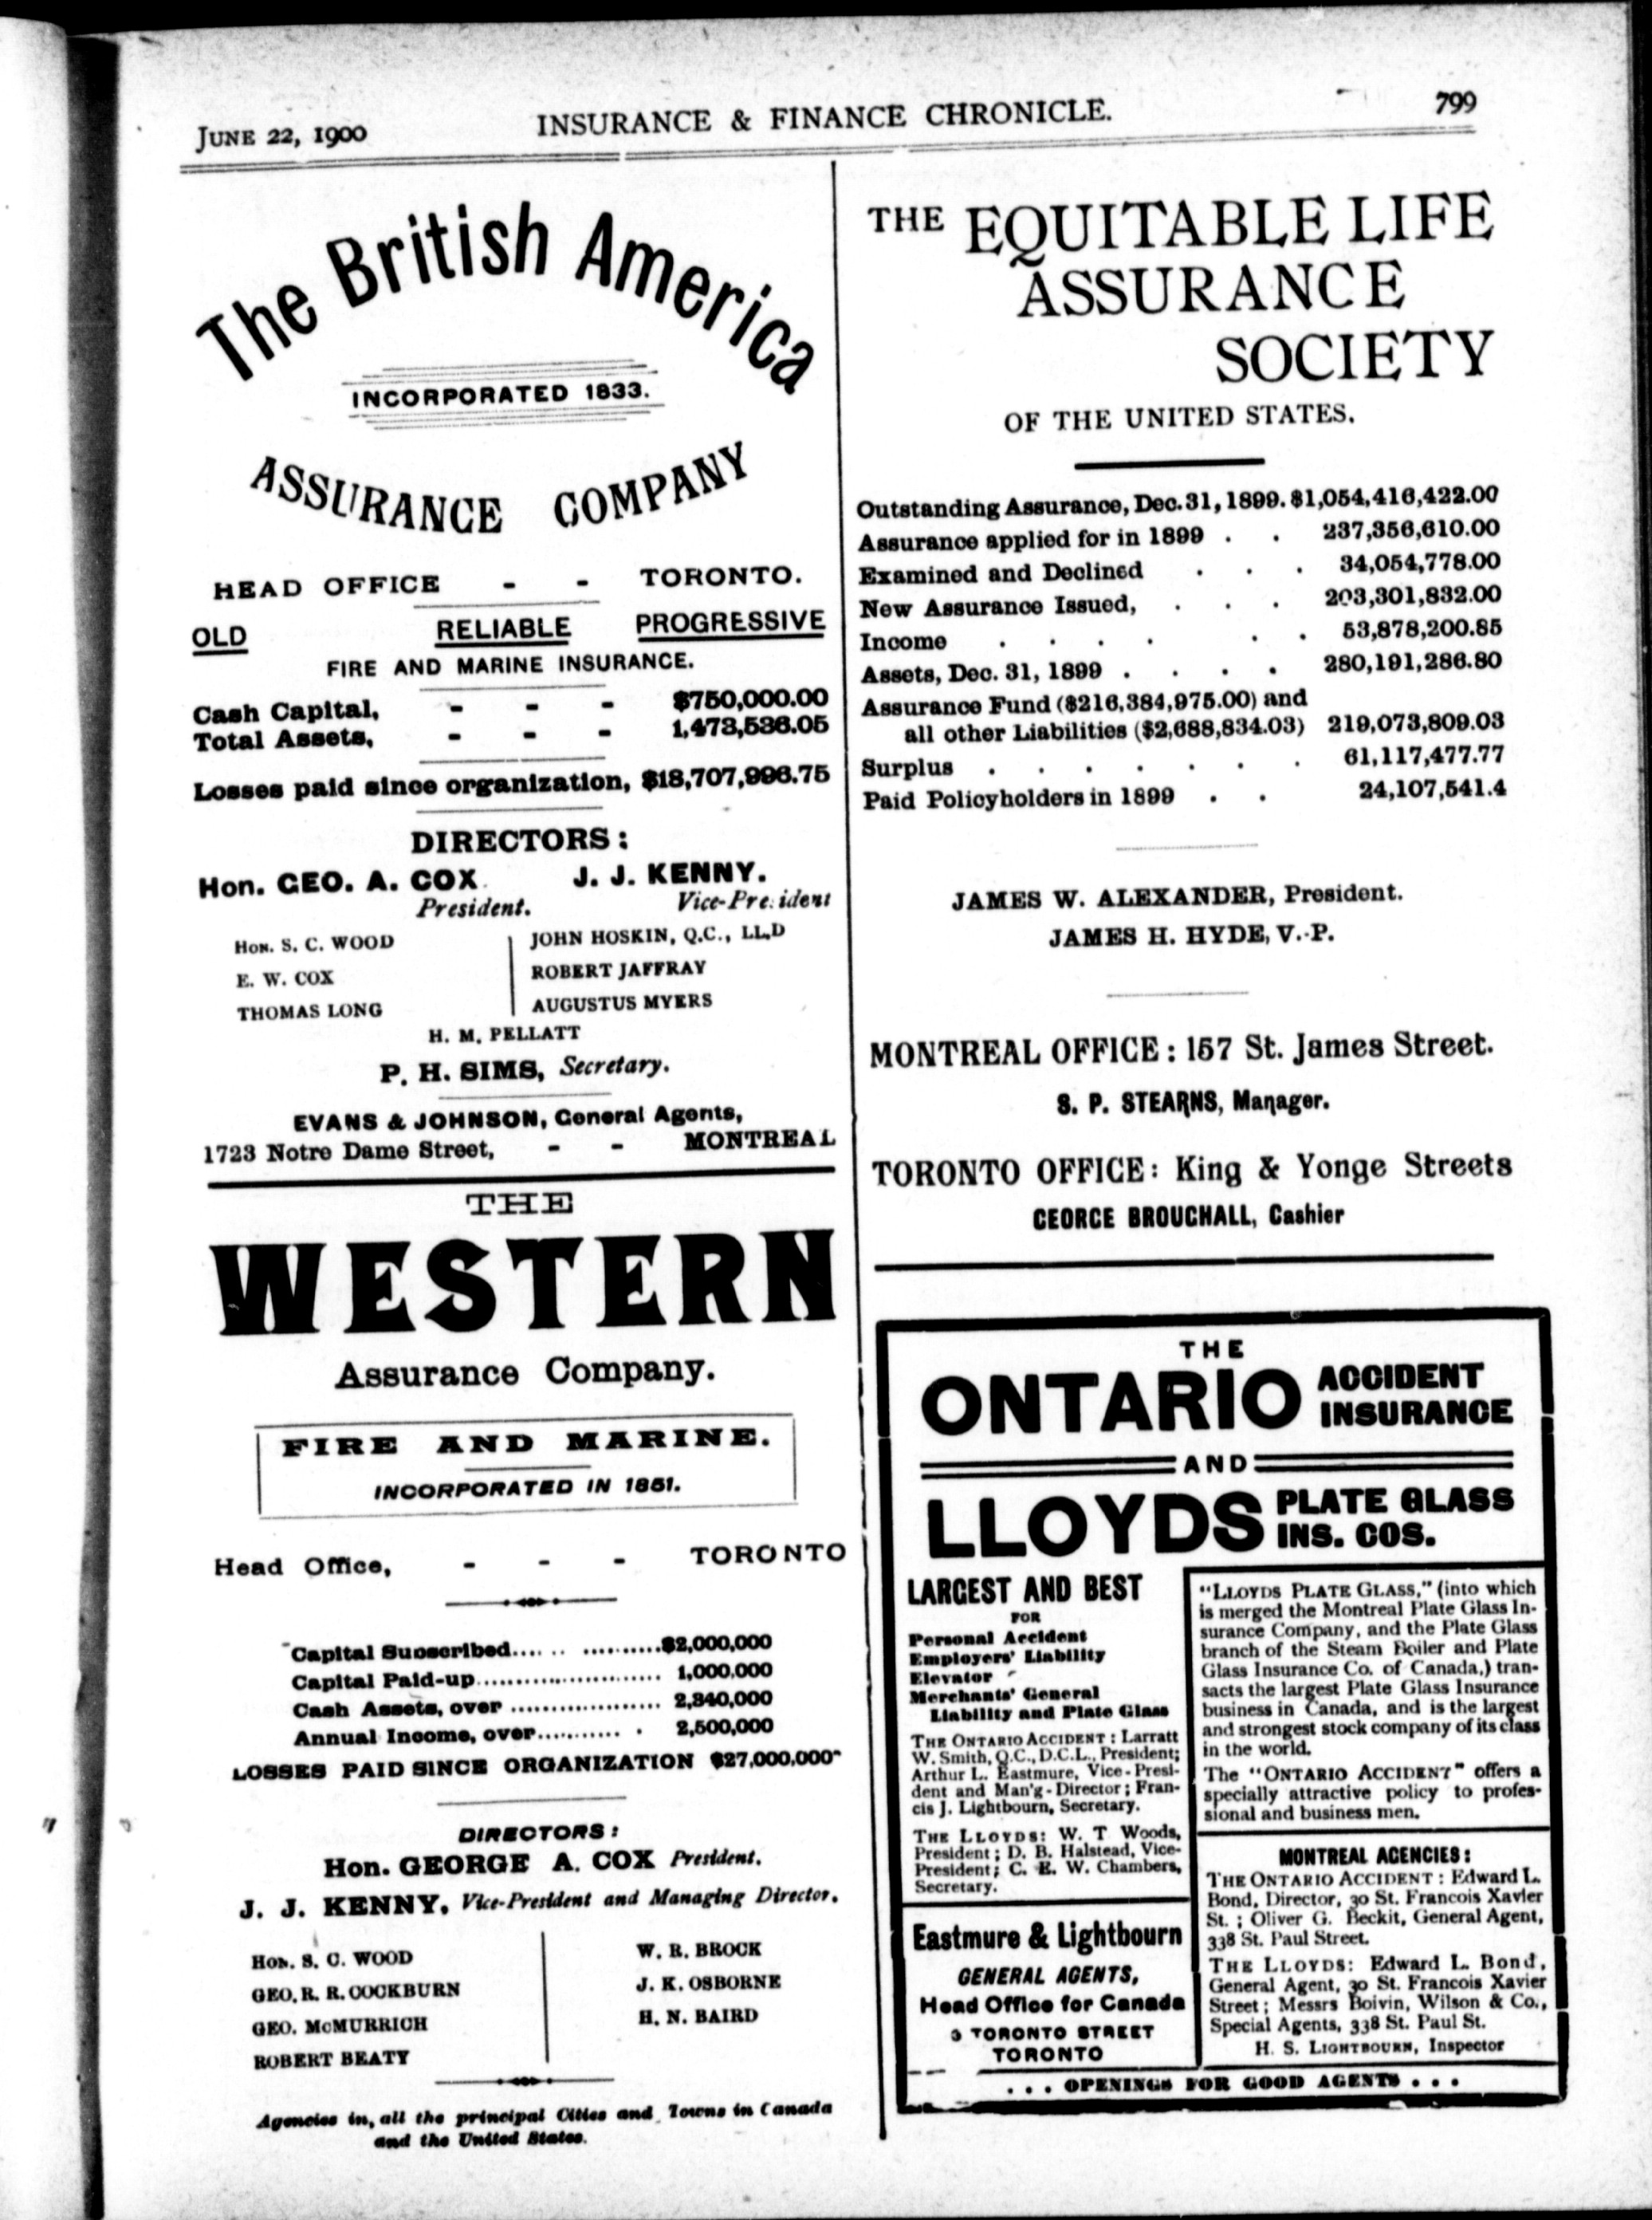 JUNE 22, 1900 INSURANCE & FINANCE CHRONICLE. 799
The British America
INCORPORATED 1833.
ASSURANCE COMPANY
HEAD OFFICE - - TORONTO.
OLD RELIABLE PROGRESSIVE
FIRE AND MARINE INSURANCE.
Cash Capital, - - - $750,000.00
Total Assets, - - - 1,473,536.05
Losses paid since organization, $18,707,996.75
DIRECTORS:
Hon. GEO. A. COX J. J. KENNY.
President. Vice-President
HON. S. C. WOOD JOHN HOSKIN, Q.C., LL.D
E. W. COX ROBERT JAFFRAY
THOMAS LONG AUGUSTUS MYERS
H. M. PELLATT
P. H. SIMS, Secretary.
EVANS & JOHNSON, General Agents,
1723 Notre Dame Street, - - MONTREAL
THE
WESTERN
Assurance Company.
FIRE AND MARINE.
INCORPORATED IN 1851.
Head Office, - - - TORONTO
Capital Subscribed.... .. ..........$2,000,000
Capital Paid-up........................ 1,000,000
Cash Assets, over .................... 2,340,000
Annual Income, over........... . 2,500,000
LOSSES PAID SINCE ORGANIZATION $27,000,000
DIRECTORS:
Hon. GEORGE A. COX President.
J. J. KENNY, Vice-President and Managing Director.
HON. S. C. WOOD W. R. BROCK
GEO. R. R. COCKBURN J. K. OSBORNE
GEO. McMURRICH H. N. BAIRD
ROBERT BEATY
Agencies in, all the principal Cities and Towns in Canada
and the United States.
THE EQUITABLE LIFE
ASSURANCE
SOCIETY
OF THE UNITED STATES.
Outstanding Assurance, Dec. 31, 1899. $1,054,416,422.00
Assurance applied for in 1899 . . 237,356,610.00
Examined and Declined . . . 34,054,778.00
New Assurance Issued, . . . 203,301,832.00
Income . . . . . . 53,878,200.85
Assets, Dec. 31, 1899 . . . . 280,191,286.80
Assurance Fund ($216,384,975.00) and
all other Liabilities ($2,688,834.03) 219,073,809.03
Surplus . . . . . . . 61,117,477.77
Paid Policyholders in 1899 . . 24,107,541.4
JAMES W. ALEXANDER, President.
JAMES H. HYDE, V.-P.
MONTREAL OFFICE: 157 St. James Street.
S. P. STEARNS, Manager.
TORONTO OFFICE: King & Yonge Streets
GEORGE BROUGHALL, Cashier
THE
ONTARIO ACCIDENT
INSURANCE
AND
LLOYDS PLATE GLASS
INS. COS.
LARGEST AND BEST
FOR
Personal Accident
Employers' Liability
Elevator
Merchants' General
Liability and Plate Glass
THE ONTARIO ACCIDENT: Larratt
W. Smith, Q.C., D.C.L., President;
Arthur L. Eastmure, Vice-Presi-
dent and Man'g-Director; Fran-
cis J. Lightbourn, Secretary.
THE LLOYDS: W. T Woods,
President; D. B. Halstead, Vice-
President; C. E. W. Chambers,
Secretary.
Eastmure & Lightbourn
GENERAL AGENTS,
Head Office for Canada
3 TORONTO STREET
TORONTO
"LLOYDS PLATE GLASS," (into which
is merged the Montreal Plate Glass In-
surance Company, and the Plate Glass
branch of the Steam Boiler and Plate
Glass Insurance Co. of Canada,) tran-
sacts the largest Plate Glass Insurance
business in Canada, and is the largest
and strongest stock company of its class
in the world.
The "ONTARIO ACCIDENT" offers a
specially attractive policy to profes-
sional and business men.
MONTREAL AGENCIES:
THE ONTARIO ACCIDENT: Edward L.
Bond, Director, 30 St. Francois Xavier
St.; Oliver G. Beckit, General Agent,
338 St. Paul Street.
THE LLOYDS: Edward L. Bond,
General Agent, 30 St. Francois Xavier
Street; Messrs Boivin, Wilson & Co.,
Special Agents, 338 St. Paul St.
H. S. LIGHTBOURN, Inspector
. . . OPENINGS FOR GOOD AGENTS . . .